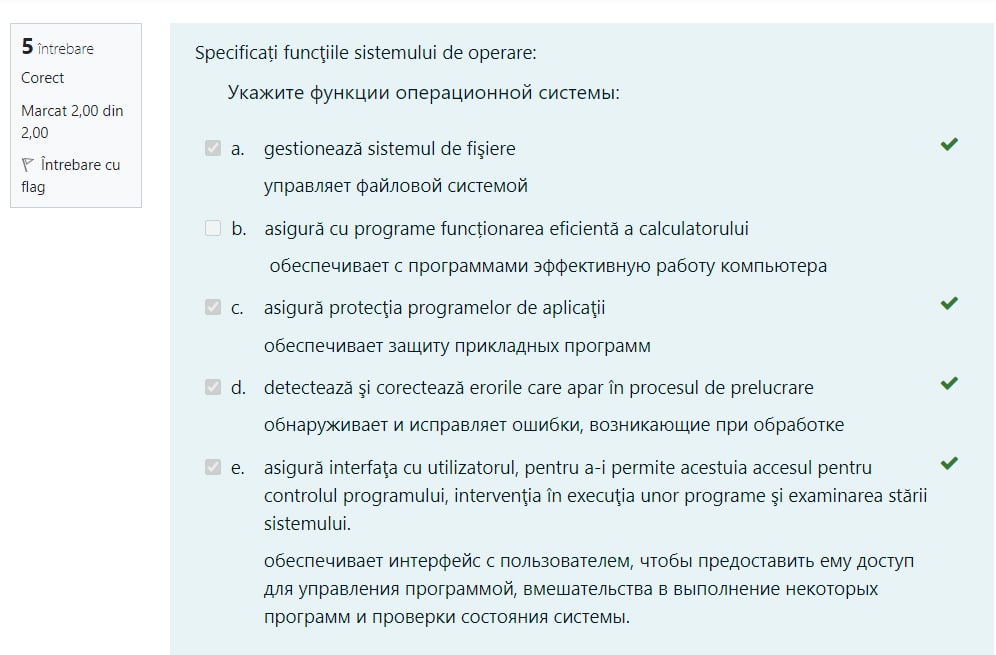 5 întrebare
Corect
Marcat 2,00 din
2,00
Întrebare cu
flag
Specificați funcţiile sistemului de operare:
Укажите функции операционной системы:
a. gestionează sistemul de fişiere
управляет файловой системой
b. asigură cu programe funcționarea eficientă a calculatorului
обеспечивает с программами эффективную работу компьютера
c. asigură protecţia programelor de aplicaţii
обеспечивает защиту прикладных программ
d. detectează şi corectează erorile care apar în procesul de prelucrare
обнаруживает и исправляет ошибки, возникающие при обработке
e. asigură interfaţa cu utilizatorul, pentru a-i permite acestuia accesul pentru
controlul programului, intervenţia în execuţia unor programe şi examinarea stării
sistemului.
обеспечивает интерфейс с пользователем, чтобы предоставить ему доступ
для управления программой, вмешательства в выполнение некоторых
программ и проверки состояния системы.